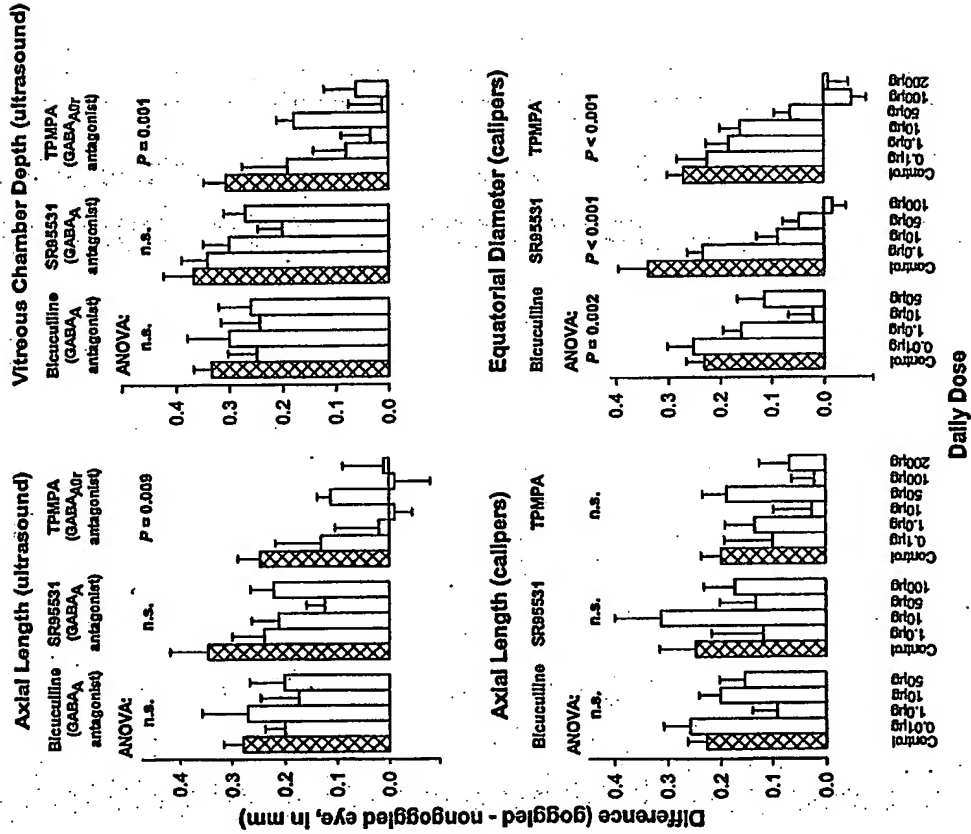 Axial Length (ultrasound)
Bicuculline SR95531 TPMPA
(GABAA (GABAA (GABAA0r
antagonist) antagonist) antagonist)
ANOVA:
n.s. n.s. P = 0.009
0.4
0.3
0.2
0.1
0.0
Vitreous Chamber Depth (ultrasound)
Bicuculline SR95531 TPMPA
(GABAA (GABAA (GABAA0r
antagonist) antagonist) antagonist)
ANOVA:
n.s. n.s. P = 0.001
0.4
0.3
0.2
0.1
0.0
Difference (goggled - nongoggled eye, in mm)
Axial Length (calipers)
Bicuculline SR95531 TPMPA
ANOVA:
n.s. n.s. n.s.
0.4
0.3
0.2
0.1
0.0
Control
0.01µg
1.0µg
10µg
50µg
Control
1.0µg
10µg
50µg
100µg
Control
0.1µg
1.0µg
10µg
50µg
100µg
200µg
Equatorial Diameter (calipers)
Bicuculline SR95531 TPMPA
ANOVA:
P = 0.002 P < 0.001 P < 0.001
0.4
0.3
0.2
0.1
0.0
Control
0.01µg
1.0µg
10µg
50µg
Control
1.0µg
10µg
50µg
100µg
Control
0.1µg
1.0µg
10µg
50µg
100µg
200µg
Daily Dose